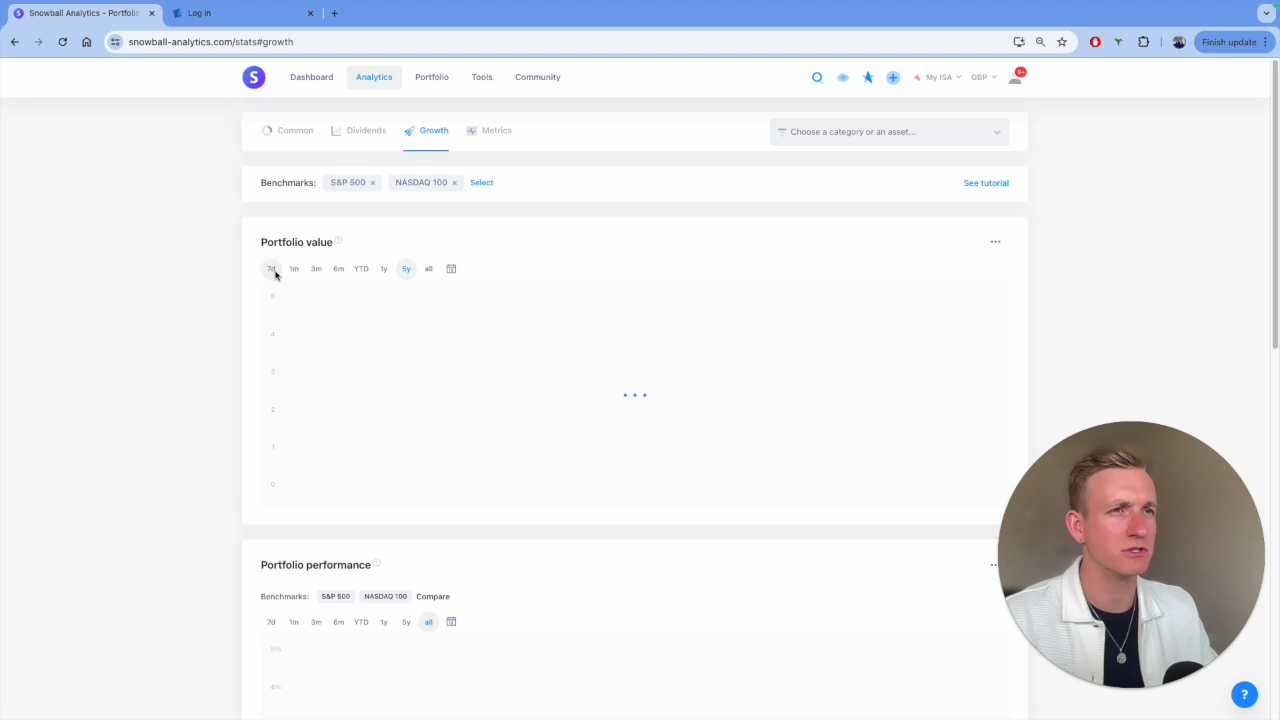 Snowball Analytics - Portfolio
Log in
Finish update
snowball-analytics.com/stats#growth
S
Dashboard
Analytics
Portfolio
Tools
Community
My ISA
GBP
9+
Common
Dividends
Growth
Metrics
Choose a category or an asset...
Benchmarks:
S&P 500
NASDAQ 100
Select
See tutorial
Portfolio value
7d 1m 3m 6m YTD 1y 5y all
5
4
3
2
1
0
Portfolio performance
Benchmarks: S&P 500 NASDAQ 100 Compare
7d 1m 3m 6m YTD 1y 5y all
5%
4%
?